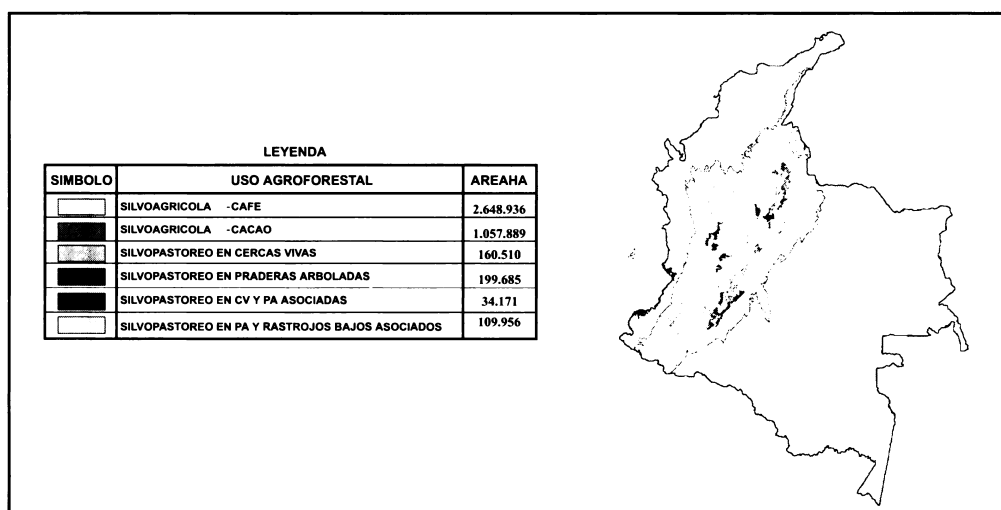 LEYENDA
SIMBOLO USO AGROFORESTAL AREAHA
SILVOAGRICOLA -CAFE 2.648.936
SILVOAGRICOLA -CACAO 1.057.889
SILVOPASTOREO EN CERCAS VIVAS 160.510
SILVOPASTOREO EN PRADERAS ARBOLADAS 199.685
SILVOPASTOREO EN CV Y PA ASOCIADAS 34.171
SILVOPASTOREO EN PA Y RASTROJOS BAJOS ASOCIADOS 109.956